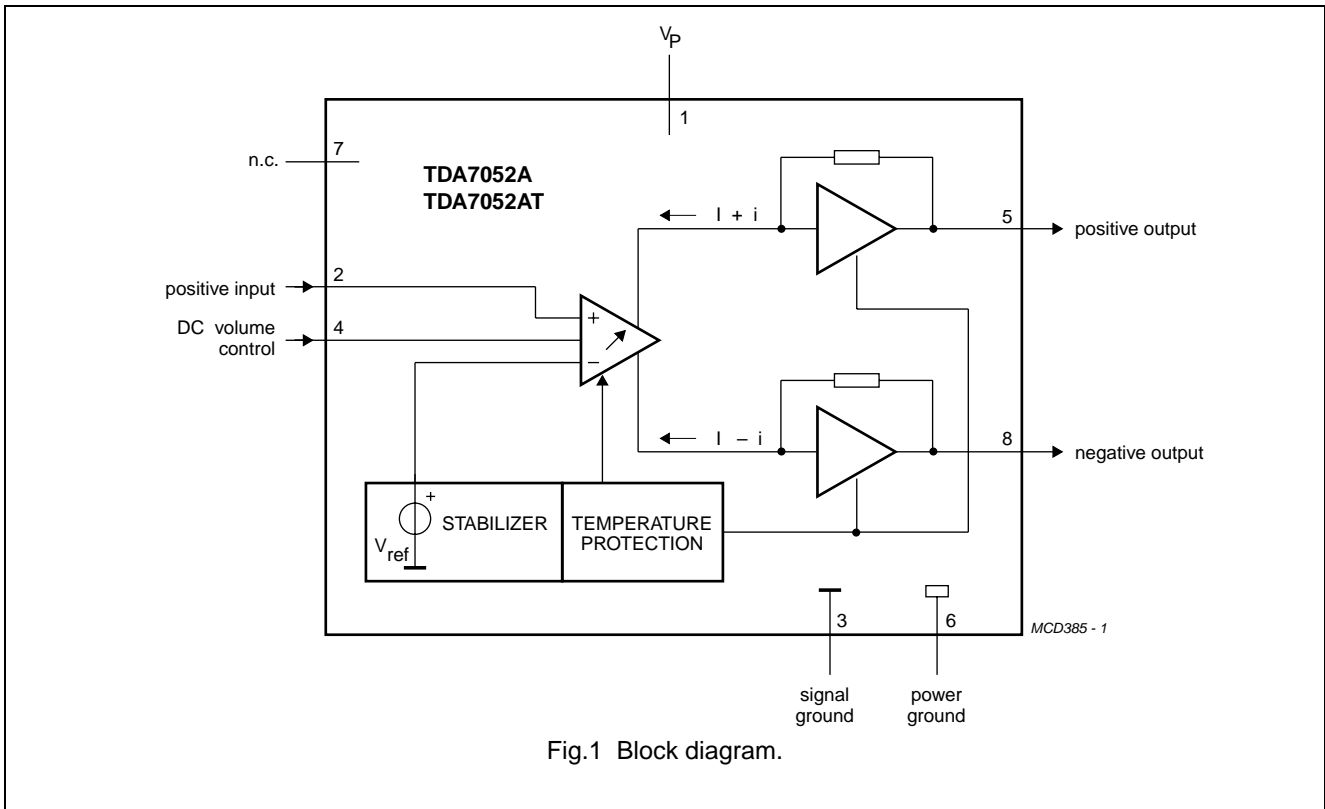 V_P
1
7
n.c.
TDA7052A
TDA7052AT
I + i
5
positive output
2
positive input
+
DC volume
control
4
−
I − i
8
negative output
+
STABILIZER
V_ref
TEMPERATURE
PROTECTION
3
6
MCD385 - 1
signal
ground
power
ground
Fig.1 Block diagram.